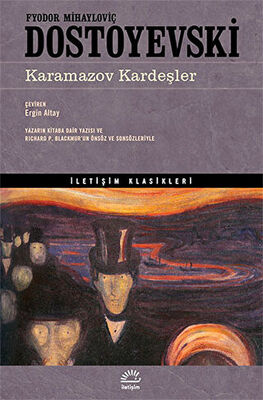 FYODOR MİHAYLOVİÇ
DOSTOYEVSKİ
Karamazov Kardeşler
ÇEVİREN
Ergin Altay
YAZARIN KİTABA DAİR YAZISI VE
RICHARD P. BLACKMUR'UN ÖNSÖZ VE SONSÖZLERİYLE
İLETİŞİM KLASİKLERİ
iletişim